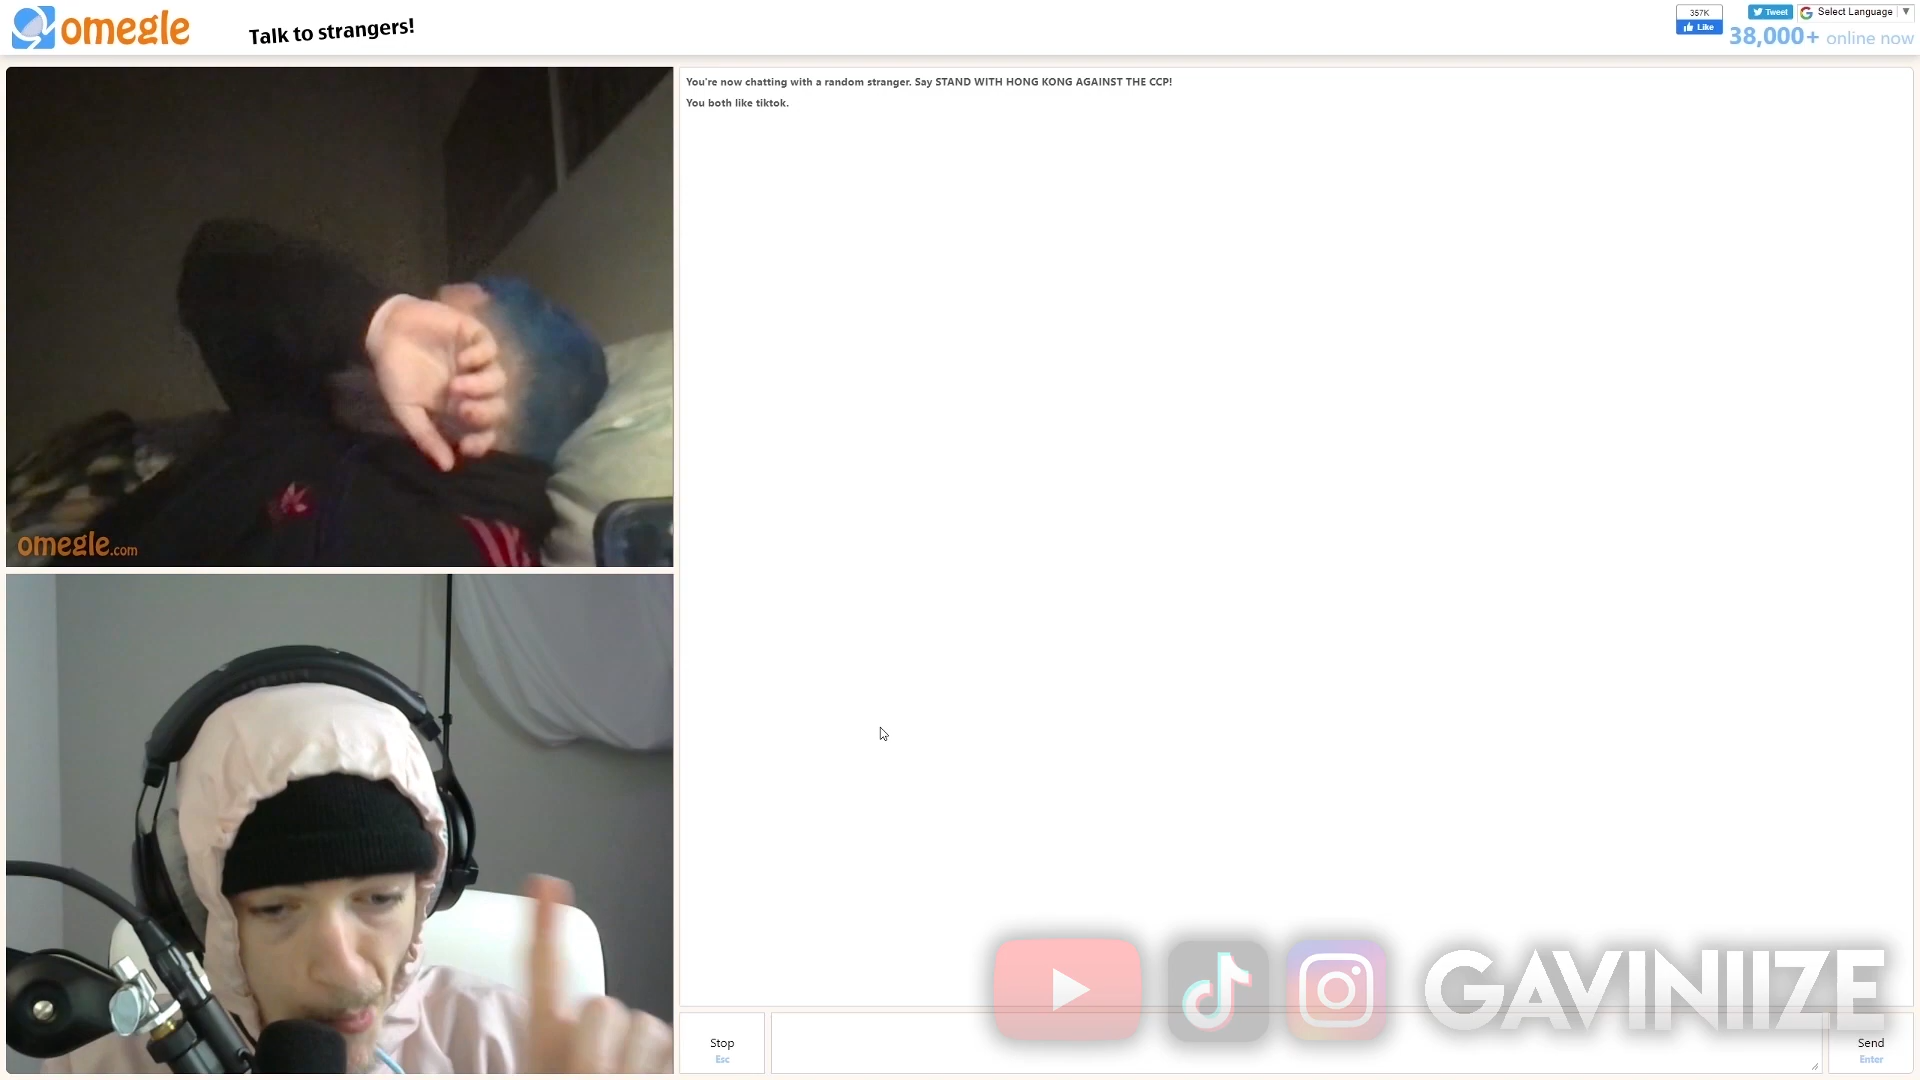 omegle
Talk to strangers!
357K
Like
Tweet
Select Language
38,000+ online now
You're now chatting with a random stranger. Say STAND WITH HONG KONG AGAINST THE CCP!
You both like tiktok.
omegle.com
GAVINIIZE
Stop
Esc
Send
Enter